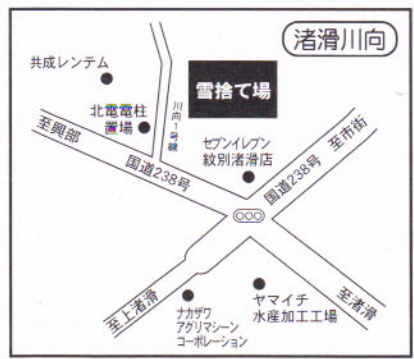 渚滑川向
共成レンテム
雪捨て場
北電電柱
置場
川向1号線
至興部
国道238号
セブンイレブン
紋別渚滑店
国道238号
至市街
至上渚滑
ナカザワ
アグリマシーン
コーポレーション
ヤマイチ
水産加工工場
至渚滑